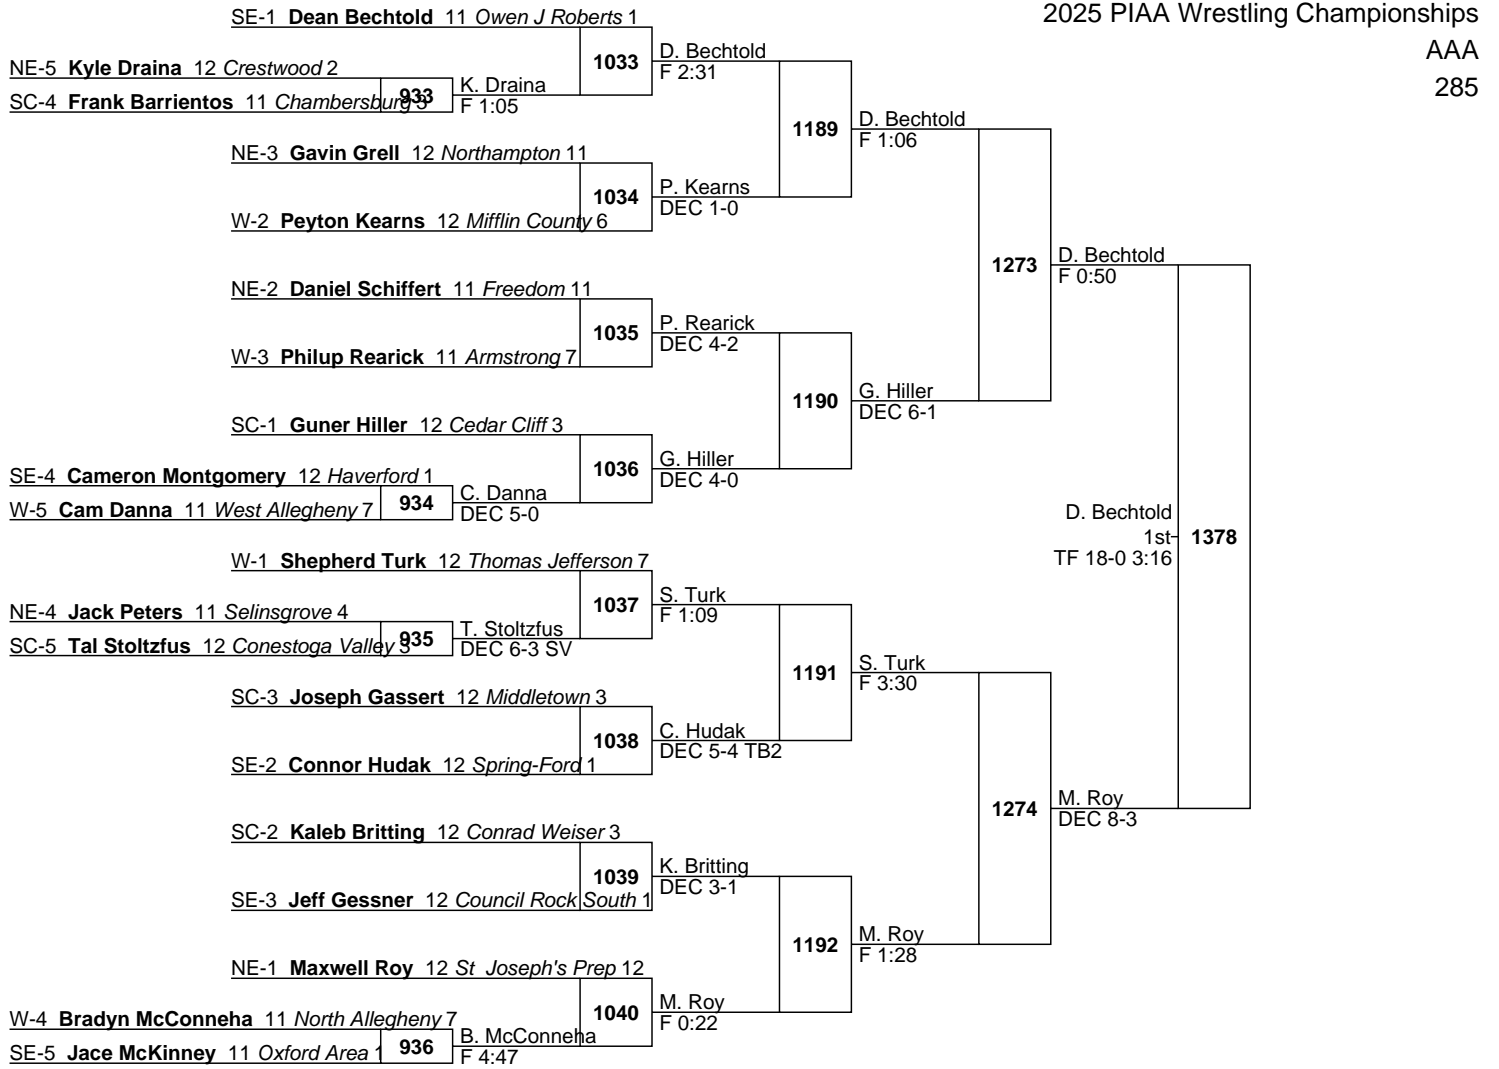 2025 PIAA Wrestling Championships
AAA
285
SE-1 Dean Bechtold 11 Owen J Roberts 1
1033
D. Bechtold
F 2:31
NE-5 Kyle Draina 12 Crestwood 2
933
K. Draina
F 1:05
SC-4 Frank Barrientos 11 Chambersburg 3
1189
D. Bechtold
F 1:06
NE-3 Gavin Grell 12 Northampton 11
1034
P. Kearns
DEC 1-0
W-2 Peyton Kearns 12 Mifflin County 6
1273
D. Bechtold
F 0:50
NE-2 Daniel Schiffert 11 Freedom 11
1035
P. Rearick
DEC 4-2
W-3 Philup Rearick 11 Armstrong 7
1190
G. Hiller
DEC 6-1
SC-1 Guner Hiller 12 Cedar Cliff 3
1036
G. Hiller
DEC 4-0
SE-4 Cameron Montgomery 12 Haverford 1
934
C. Danna
DEC 5-0
W-5 Cam Danna 11 West Allegheny 7
D. Bechtold
1st
TF 18-0 3:16
1378
W-1 Shepherd Turk 12 Thomas Jefferson 7
1037
S. Turk
F 1:09
NE-4 Jack Peters 11 Selinsgrove 4
935
T. Stoltzfus
DEC 6-3 SV
SC-5 Tal Stoltzfus 12 Conestoga Valley 3
1191
S. Turk
F 3:30
SC-3 Joseph Gassert 12 Middletown 3
1038
C. Hudak
DEC 5-4 TB2
SE-2 Connor Hudak 12 Spring-Ford 1
1274
M. Roy
DEC 8-3
SC-2 Kaleb Britting 12 Conrad Weiser 3
1039
K. Britting
DEC 3-1
SE-3 Jeff Gessner 12 Council Rock South 1
1192
M. Roy
F 1:28
NE-1 Maxwell Roy 12 St Joseph's Prep 12
1040
M. Roy
F 0:22
W-4 Bradyn McConneha 11 North Allegheny 7
936
B. McConneha
F 4:47
SE-5 Jace McKinney 11 Oxford Area 1